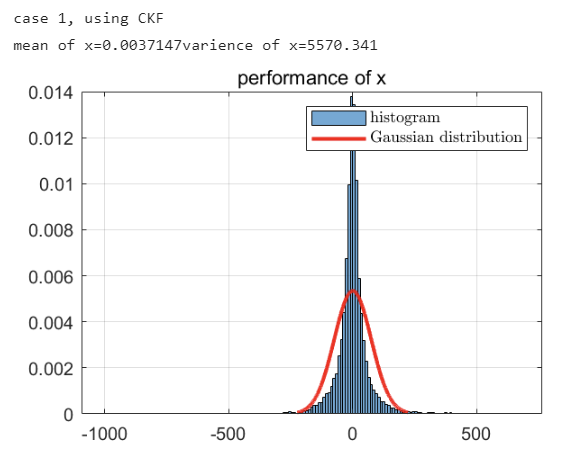 case 1, using CKF
mean of x=0.0037147varience of x=5570.341
performance of x
0.014
histogram
Gaussian distribution
0.012
0.01
0.008
0.006
0.004
0.002
0
-1000
-500
0
500